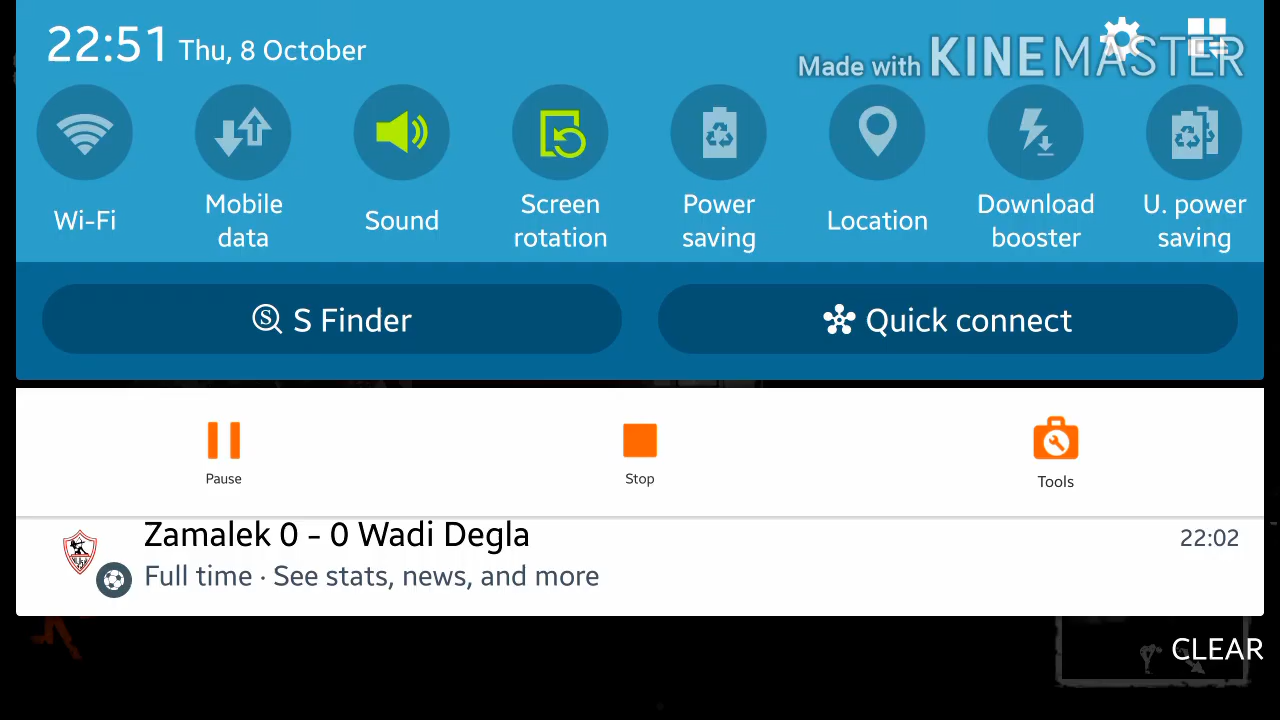 22:51 Thu, 8 October
Made with KINEMASTER
Wi-Fi
Mobile
data
Sound
Screen
rotation
Power
saving
Location
Download
booster
U. power
saving
S Finder
Quick connect
Pause
Stop
Tools
Zamalek 0 - 0 Wadi Degla
22:02
Full time · See stats, news, and more
CLEAR